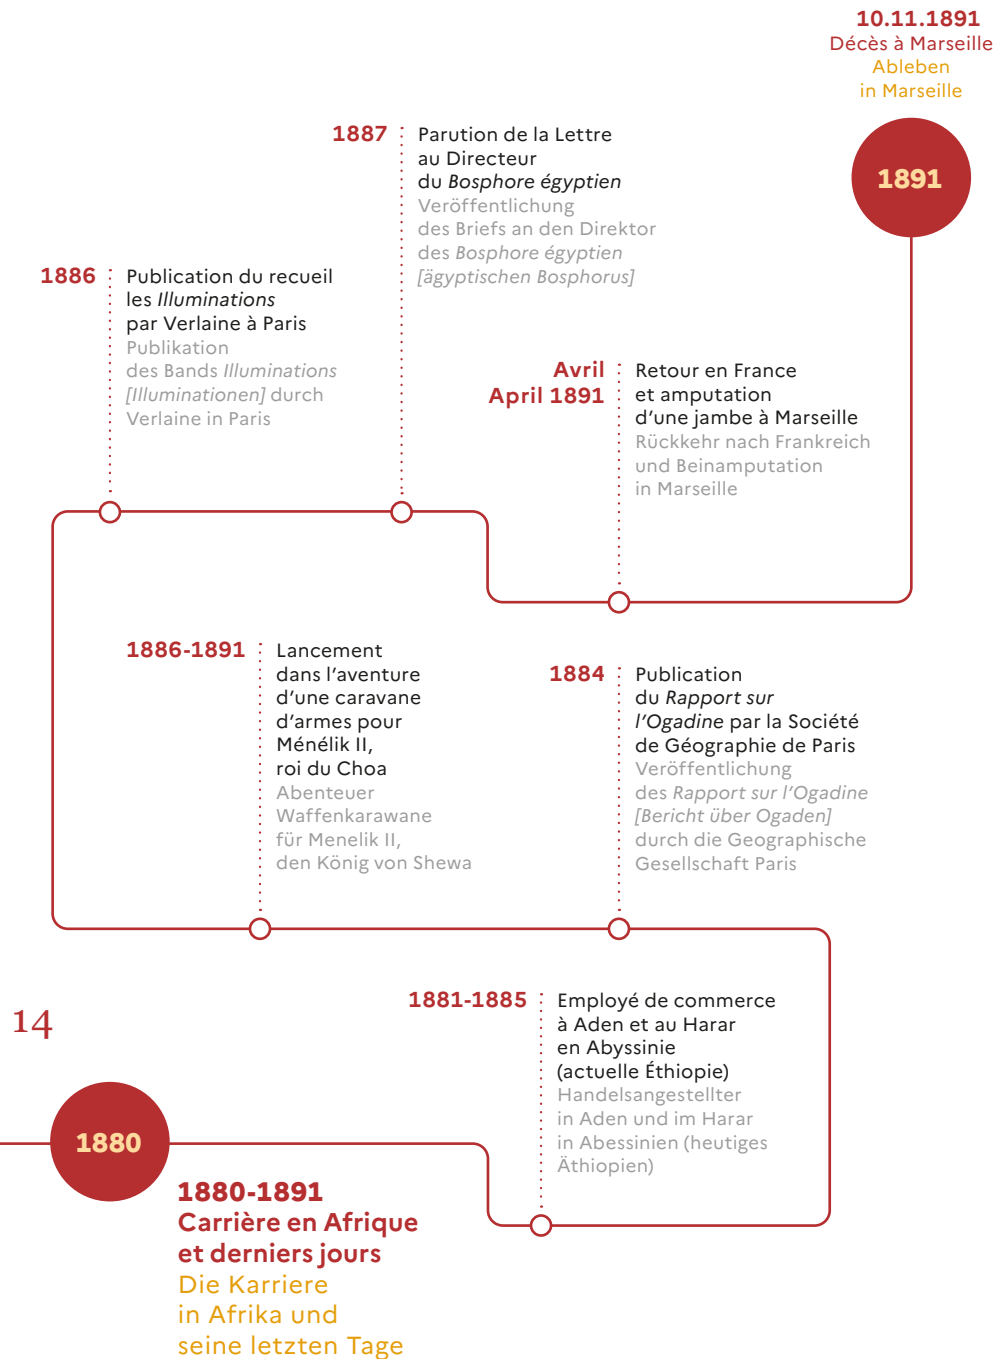 10.11.1891
Décès à Marseille
Ableben
in Marseille
1891
1887
Parution de la Lettre
au Directeur
du Bosphore égyptien
Veröffentlichung
des Briefs an den Direktor
des Bosphore égyptien
[ägyptischen Bosphorus]
1886
Publication du recueil
les Illuminations
par Verlaine à Paris
Publikation
des Bands Illuminations
[Illuminationen] durch
Verlaine in Paris
Avril
April 1891
Retour en France
et amputation
d'une jambe à Marseille
Rückkehr nach Frankreich
und Beinamputation
in Marseille
1886-1891
Lancement
dans l'aventure
d'une caravane
d'armes pour
Ménélik II,
roi du Choa
Abenteuer
Waffenkarawane
für Menelik II,
den König von Shewa
1884
Publication
du Rapport sur
l'Ogadine par la Société
de Géographie de Paris
Veröffentlichung
des Rapport sur l'Ogadine
[Bericht über Ogaden]
durch die Geographische
Gesellschaft Paris
1881-1885
Employé de commerce
à Aden et au Harar
en Abyssinie
(actuelle Éthiopie)
Handelsangestellter
in Aden und im Harar
in Abessinien (heutiges
Äthiopien)
14
1880
1880-1891
Carrière en Afrique
et derniers jours
Die Karriere
in Afrika und
seine letzten Tage